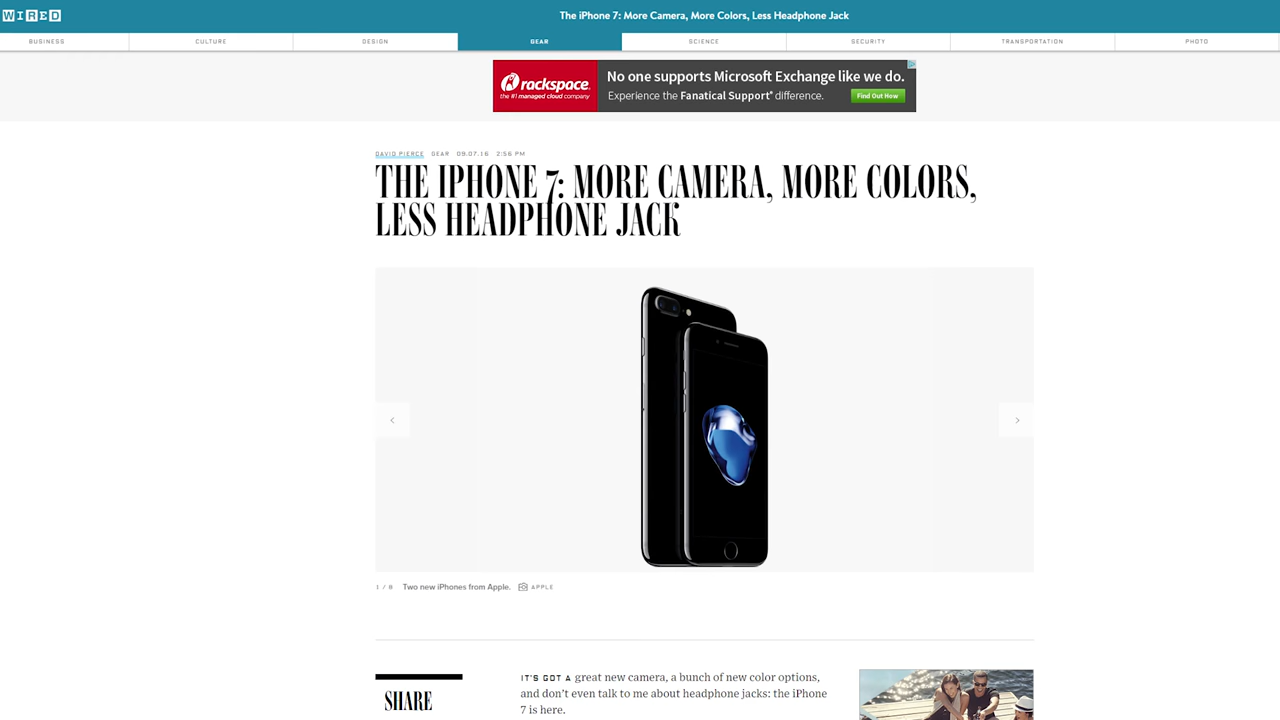 WIRED
The iPhone 7: More Camera, More Colors, Less Headphone Jack
BUSINESS
CULTURE
DESIGN
GEAR
SCIENCE
SECURITY
TRANSPORTATION
PHOTO
rackspace.
the #1 managed cloud company
No one supports Microsoft Exchange like we do.
Experience the Fanatical Support® difference.
Find Out How
DAVID PIERCE GEAR 09.07.16 2:56 PM
THE IPHONE 7: MORE CAMERA, MORE COLORS,
LESS HEADPHONE JACK
<
>
1 / 8 Two new iPhones from Apple. APPLE
SHARE
IT'S GOT A great new camera, a bunch of new color options,
and don't even talk to me about headphone jacks: the iPhone
7 is here.